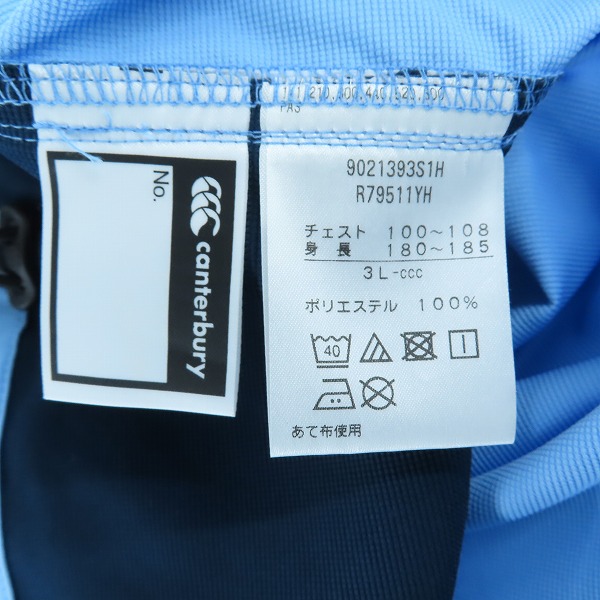 No.
canterbury
9021393S1H
R79511YH
チェスト 100~108
身長 180~185
3L-ccc
ポリエステル 100%
40
あて布使用